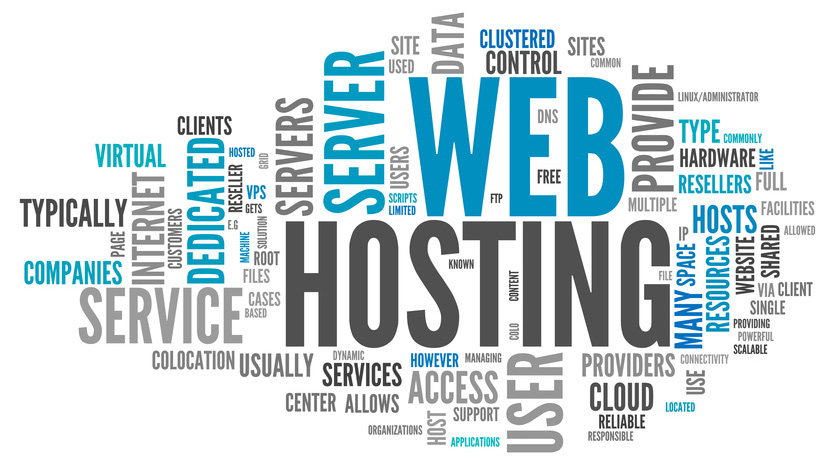 DATA
SITE
CLUSTERED
SITES
USED
CONTROL
COMMON
SERVER
WEB
PROVIDE
LINUX/ADMINISTRATOR
SERVERS
DNS
CLIENTS
TYPE
COMMONLY
VIRTUAL
DEDICATED
HOSTED
GRID
USERS
HARDWARE
LIKE
RESELLER
FREE
RESELLERS
FULL
INTERNET
VPS
SCRIPTS
FTP
TYPICALLY
GETS
LIMITED
MULTIPLE
HOSTS
FACILITIES
PAGE
CUSTOMERS
E.G
SOLUTION
HOSTING
IP
ALLOWED
MACHINE
ROOT
KNOWN
SPACE
RESOURCES
WEBSITE
SHARED
COMPANIES
FILES
CONTENT
FILE
SERVICE
CASES
MANY
VIA
CLIENT
BASED
SINGLE
COLO
PROVIDING
POWERFUL
SCALABLE
COLOCATION
USUALLY
DYNAMIC
HOWEVER
MANAGING
USER
PROVIDERS
CONNECTIVITY
SERVICES
ACCESS
CLOUD
USE
CENTER
ALLOWS
HOST
SUPPORT
LOCATED
RELIABLE
ORGANIZATIONS
APPLICATIONS
RESPONSIBLE